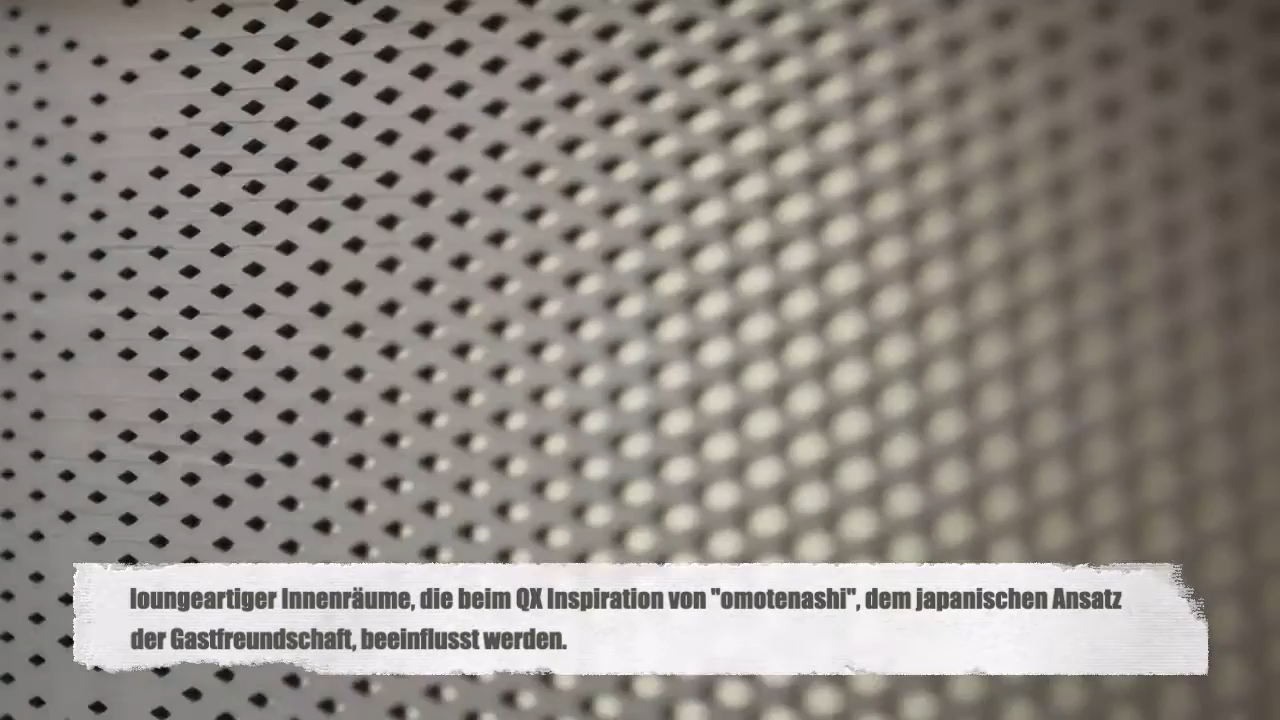 loungeartiger Innenräume, die beim QX Inspiration von "omotenashi", dem japanischen Ansatz
der Gastfreundschaft, beeinflusst werden.